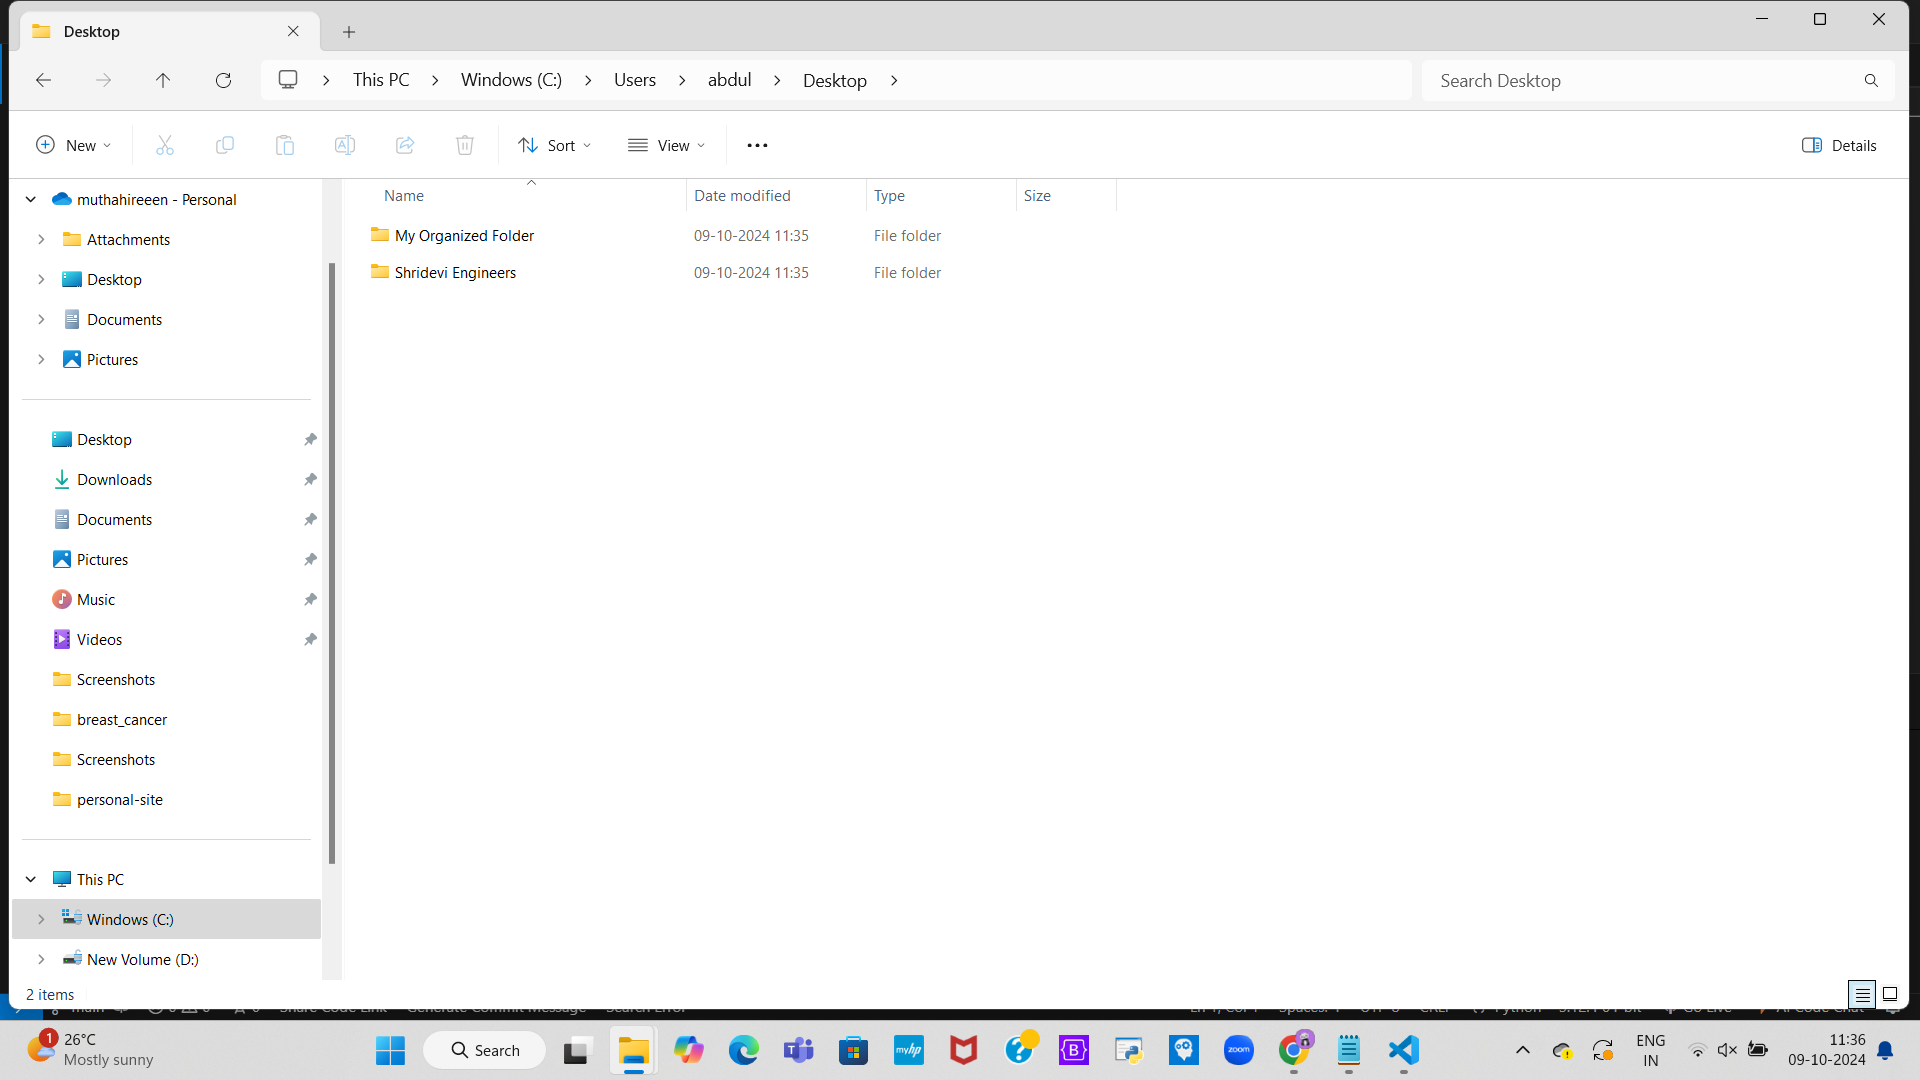 Desktop
This PC
Windows (C:)
Users
abdul
Desktop
Search Desktop
New
Sort
View
Details
muthahireeen - Personal
Attachments
Desktop
Documents
Pictures
Desktop
Downloads
Documents
Pictures
Music
Videos
Screenshots
breast_cancer
Screenshots
personal-site
This PC
Windows (C:)
New Volume (D:)
Name Date modified Type Size
My Organized Folder 09-10-2024 11:35 File folder
Shridevi Engineers 09-10-2024 11:35 File folder
2 items
1
26°C
Mostly sunny
Search
myhp
zoom
ENG
IN
11:36
09-10-2024